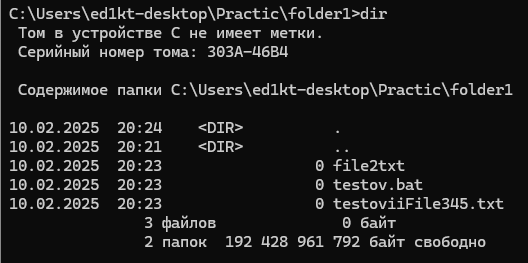 C:\Users\ed1kt-desktop\Practic\folder1>dir
Том в устройстве C не имеет метки.
Серийный номер тома: 303A-46B4
Содержимое папки C:\Users\ed1kt-desktop\Practic\folder1
10.02.2025  20:24    <DIR>          .
10.02.2025  20:21    <DIR>          ..
10.02.2025  20:23                 0 file2txt
10.02.2025  20:23                 0 testov.bat
10.02.2025  20:23                 0 testoviiFile345.txt
3 файлов              0 байт
2 папок  192 428 961 792 байт свободно